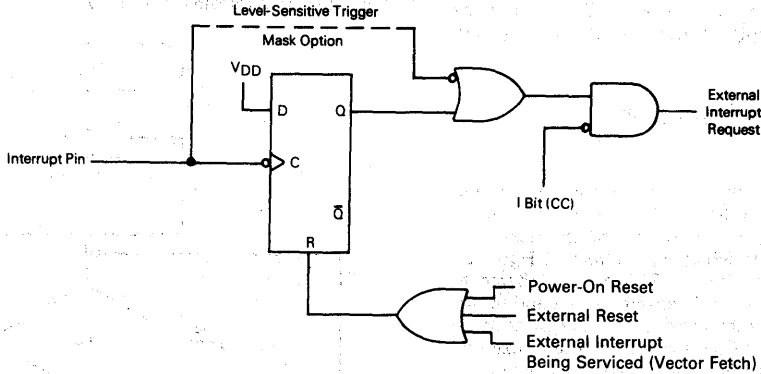 Level-Sensitive Trigger
Mask Option
VDD
D
Q
External
Interrupt
Request
Interrupt Pin
C
I Bit (CC)
Q̅
R
Power-On Reset
External Reset
External Interrupt
Being Serviced (Vector Fetch)